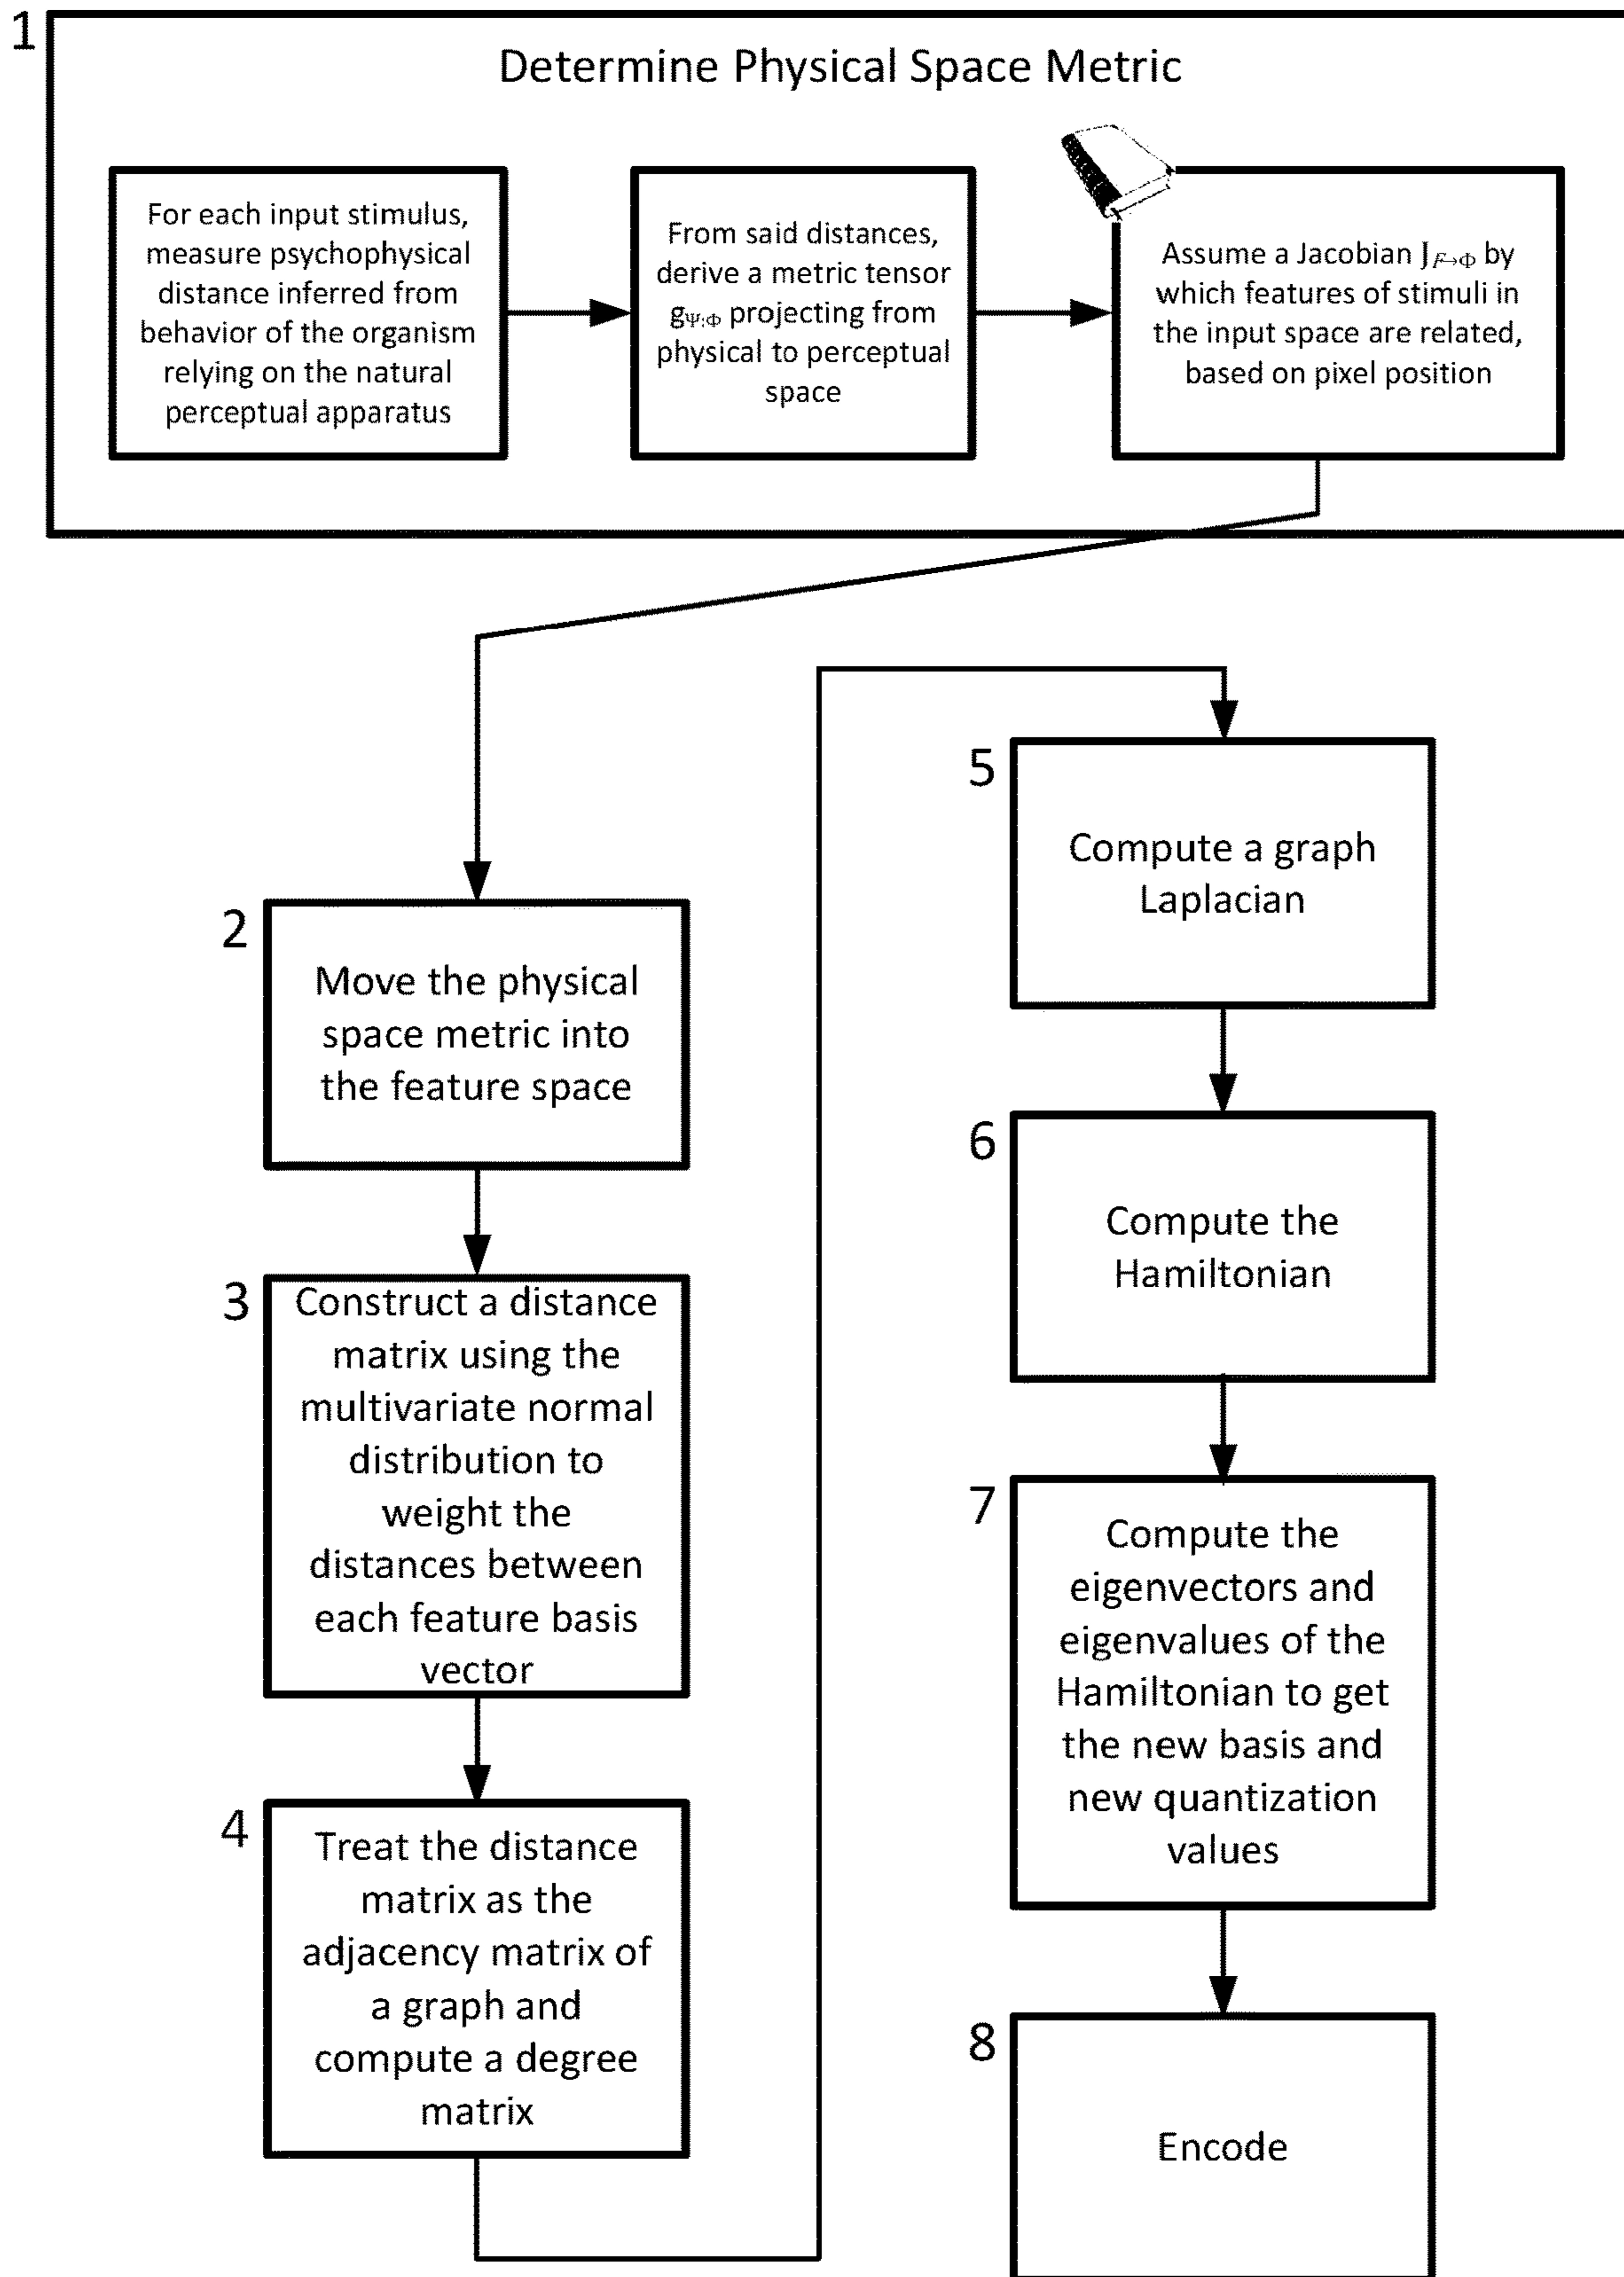 1
Determine Physical Space Metric
For each input stimulus,
measure psychophysical
distance inferred from
behavior of the organism
relying on the natural
perceptual apparatus
From said distances,
derive a metric tensor
gΨ:Φ projecting from
physical to perceptual
space
Assume a Jacobian JF→Φ by
which features of stimuli in
the input space are related,
based on pixel position
2
Move the physical
space metric into
the feature space
3
Construct a distance
matrix using the
multivariate normal
distribution to
weight the
distances between
each feature basis
vector
4
Treat the distance
matrix as the
adjacency matrix of
a graph and
compute a degree
matrix
5
Compute a graph
Laplacian
6
Compute the
Hamiltonian
7
Compute the
eigenvectors and
eigenvalues of the
Hamiltonian to get
the new basis and
new quantization
values
8
Encode